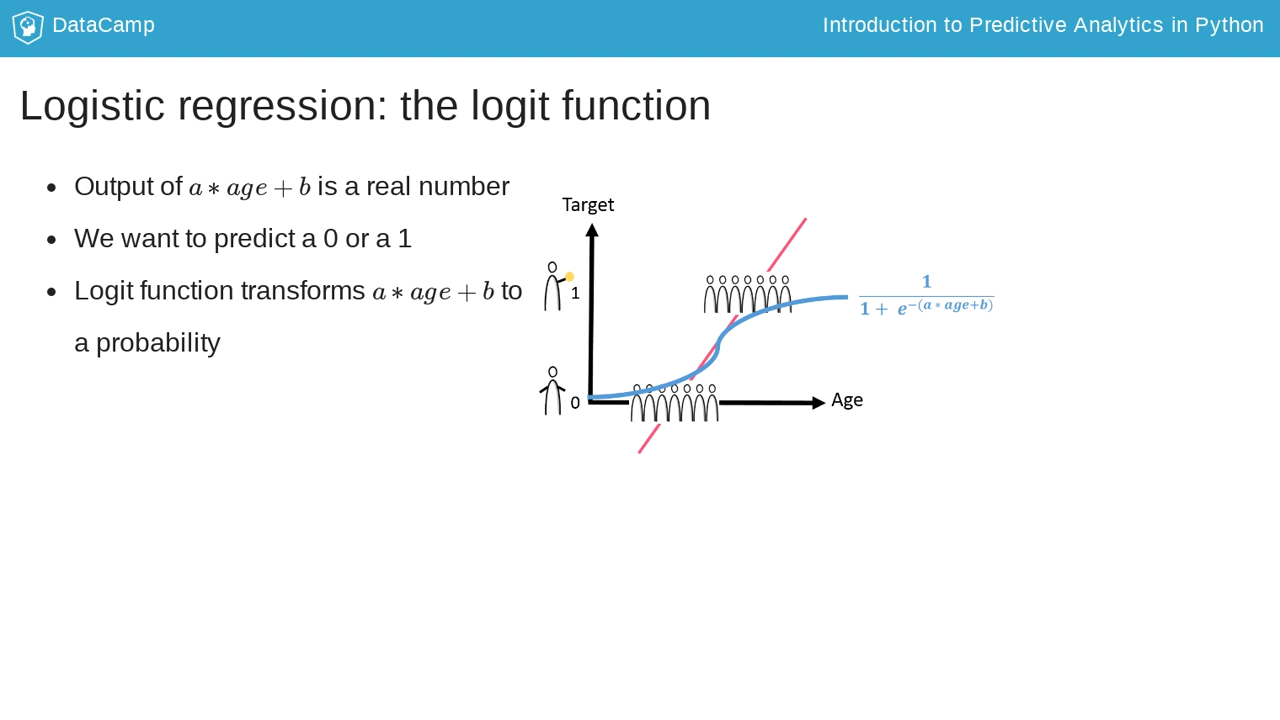 DataCamp
Introduction to Predictive Analytics in Python
Logistic regression: the logit function
• Output of a ∗ age + b is a real number
• We want to predict a 0 or a 1
• Logit function transforms a ∗ age + b to
a probability
Target
1
0
Age
1
1 + e^{-(a * age+b)}